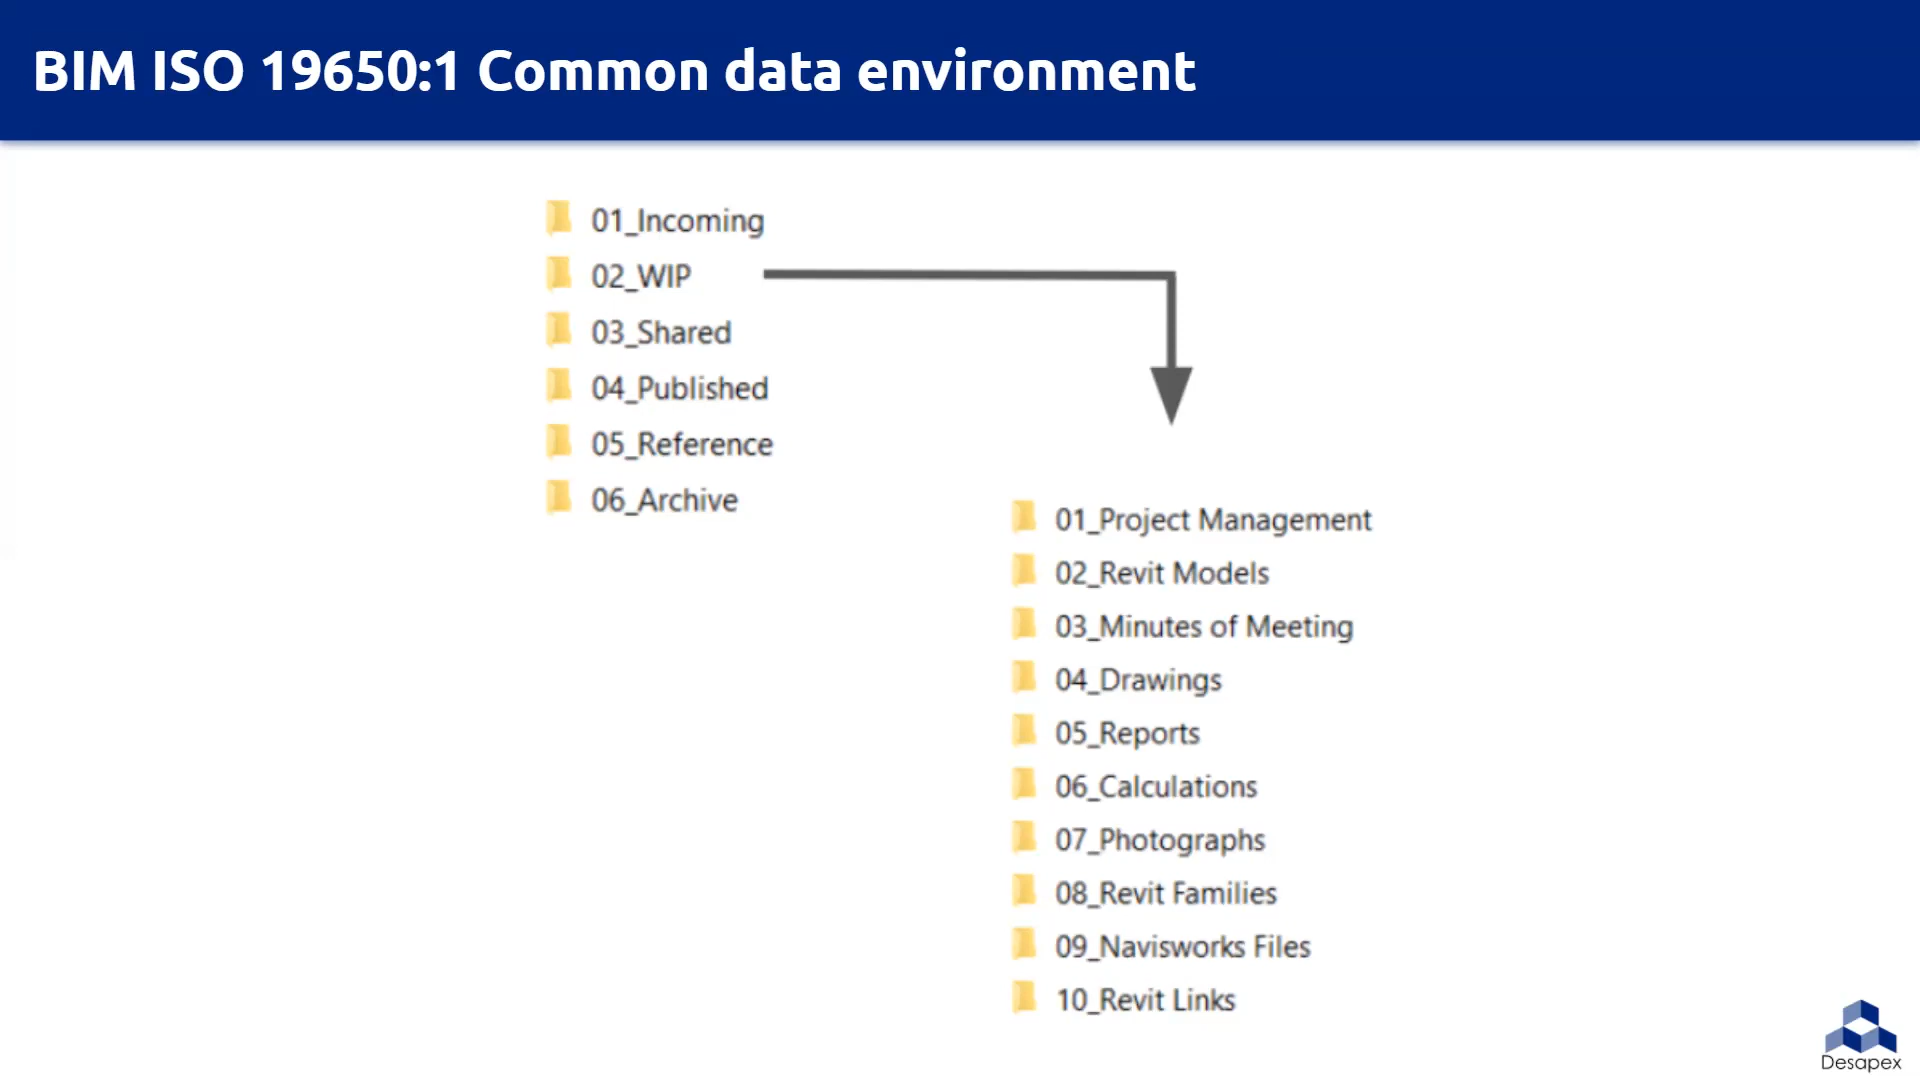 BIM ISO 19650:1 Common data environment
01_Incoming
02_WIP
03_Shared
04_Published
05_Reference
06_Archive
01_Project Management
02_Revit Models
03_Minutes of Meeting
04_Drawings
05_Reports
06_Calculations
07_Photographs
08_Revit Families
09_Navisworks Files
10_Revit Links
Desapex